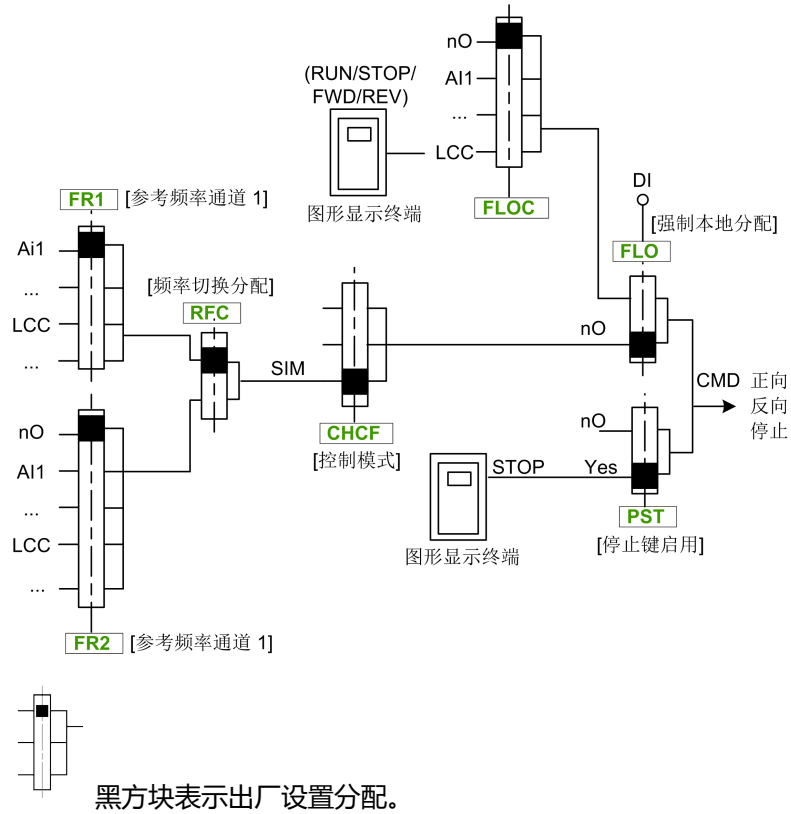 nO
AI1
...
LCC
(RUN/STOP/
FWD/REV)
图形显示终端
FLOC
DI
[强制本地分配]
FLO
FR1 [参考频率通道 1]
Ai1
...
LCC
...
[频率切换分配]
RFC
SIM
nO
CHCF
[控制模式]
CMD 正向
反向
停止
nO
STOP Yes
PST
[停止键启用]
图形显示终端
nO
AI1
...
LCC
...
FR2 [参考频率通道 1]
黑方块表示出厂设置分配。